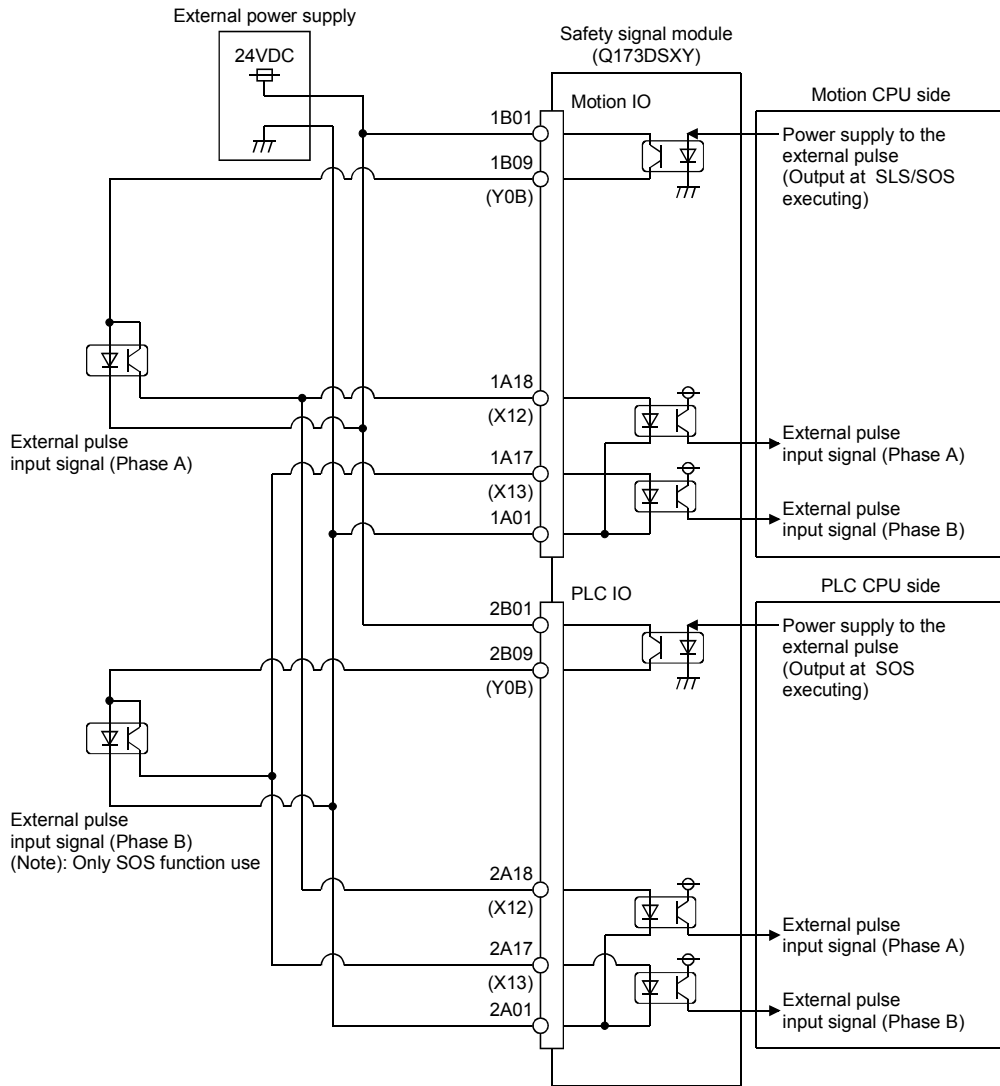 External power supply
24VDC
Safety signal module
(Q173DSXY)
Motion IO
Motion CPU side
1B01
Power supply to the
external pulse
(Output at  SLS/SOS
executing)
1B09
(Y0B)
1A18
(X12)
External pulse
input signal (Phase A)
External pulse
input signal (Phase A)
1A17
(X13)
External pulse
input signal (Phase B)
1A01
PLC IO
PLC CPU side
2B01
Power supply to the
external pulse
(Output at  SOS
executing)
2B09
(Y0B)
External pulse
input signal (Phase B)
(Note): Only SOS function use
2A18
(X12)
External pulse
input signal (Phase A)
2A17
(X13)
External pulse
input signal (Phase B)
2A01